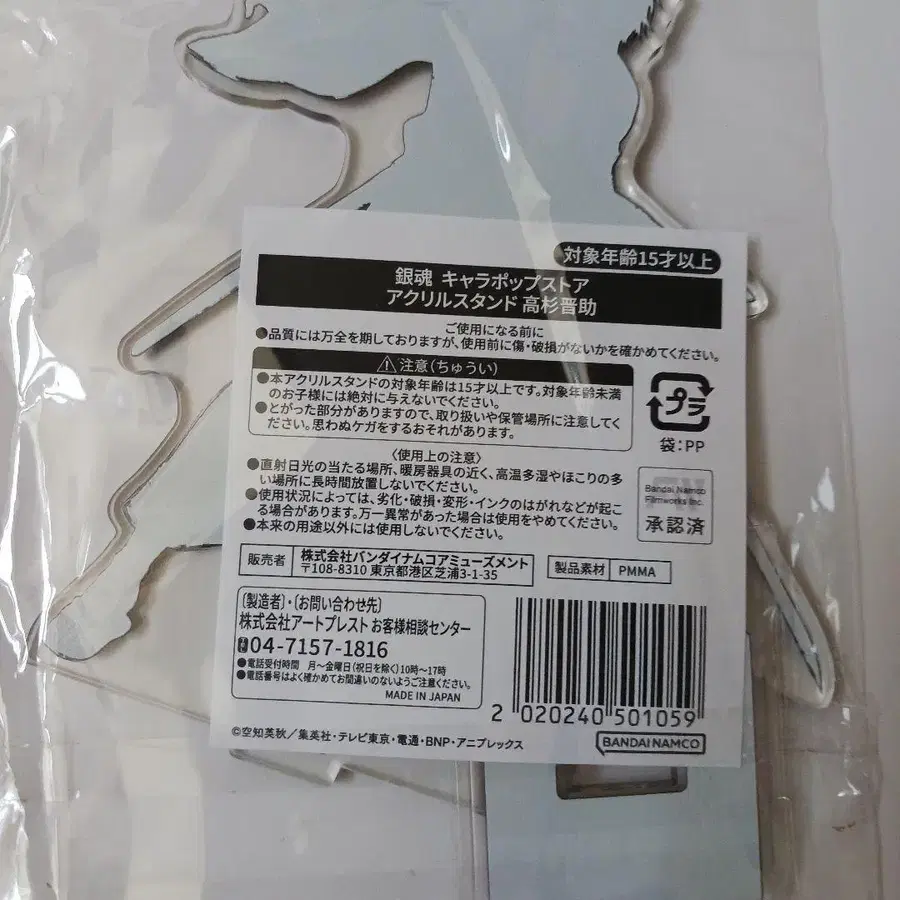 対象年齢15才以上
銀魂 キャラポップストア
アクリルスタンド 高杉晋助
ご使用になる前に
●品質には万全を期しておりますが、使用前に傷・破損がないかを確かめてください。
⚠注意(ちゅうい)
●本アクリルスタンドの対象年齢は15才以上です。対象年齢未満
のお子様には絶対に与えないでください。
●とがった部分がありますので、取り扱いや保管場所に注意してく
ださい。思わぬケガをするおそれがあります。
プラ
袋:PP
〈使用上の注意〉
●直射日光の当たる場所、暖房器具の近く、高温多湿やほこりの多
い場所に長時間放置しないでください。
●使用状況によっては、劣化・破損・変形・インクのはがれなどが起こ
る場合があります。万一異常があった場合は使用をやめてください。
●本来の用途以外には使用しないでください。
Bandai Namco
Filmworks Inc.
承認済
販売者 株式会社バンダイナムコアミューズメント
〒108-8310 東京都港区芝浦3-1-35
製品素材 PMMA
〔製造者〕・〔お問い合わせ先〕
株式会社アートプレスト お客様相談センター
04-7157-1816
●電話受付時間 月〜金曜日(祝日を除く)10時〜17時
●電話番号はよく確かめてお間違いのないようご注意ください。
MADE IN JAPAN
2 020240 501059
©空知英秋/集英社・テレビ東京・電通・BNP・アニプレックス
BANDAI NAMCO